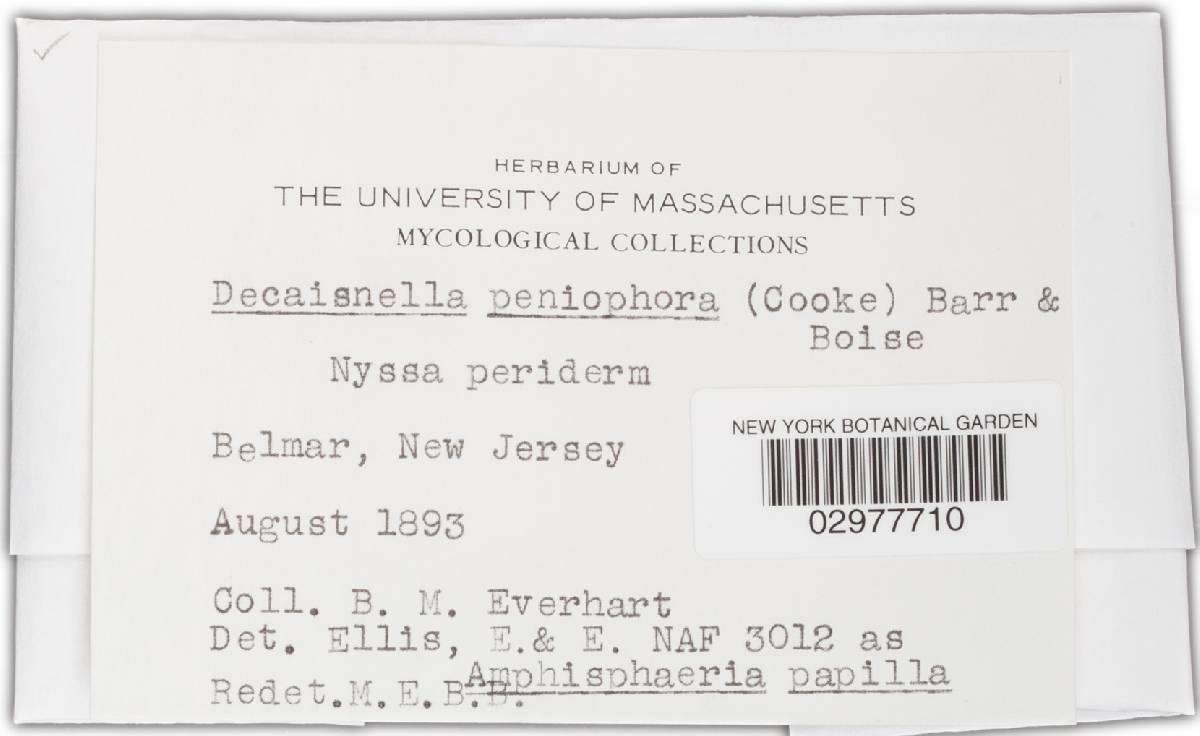 HERBARIUM OF
THE UNIVERSITY OF MASSACHUSETTS
MYCOLOGICAL COLLECTIONS
Decaisnella peniophora (Cooke) Barr &
Boise
Nyssa periderm
NEW YORK BOTANICAL GARDEN
02977710
Belmar, New Jersey
August 1893
Coll. B. M. Everhart
Det. Ellis, E.& E. NAF 3012 as
Amphisphaeria papilla
Redet.M.E.B.B.